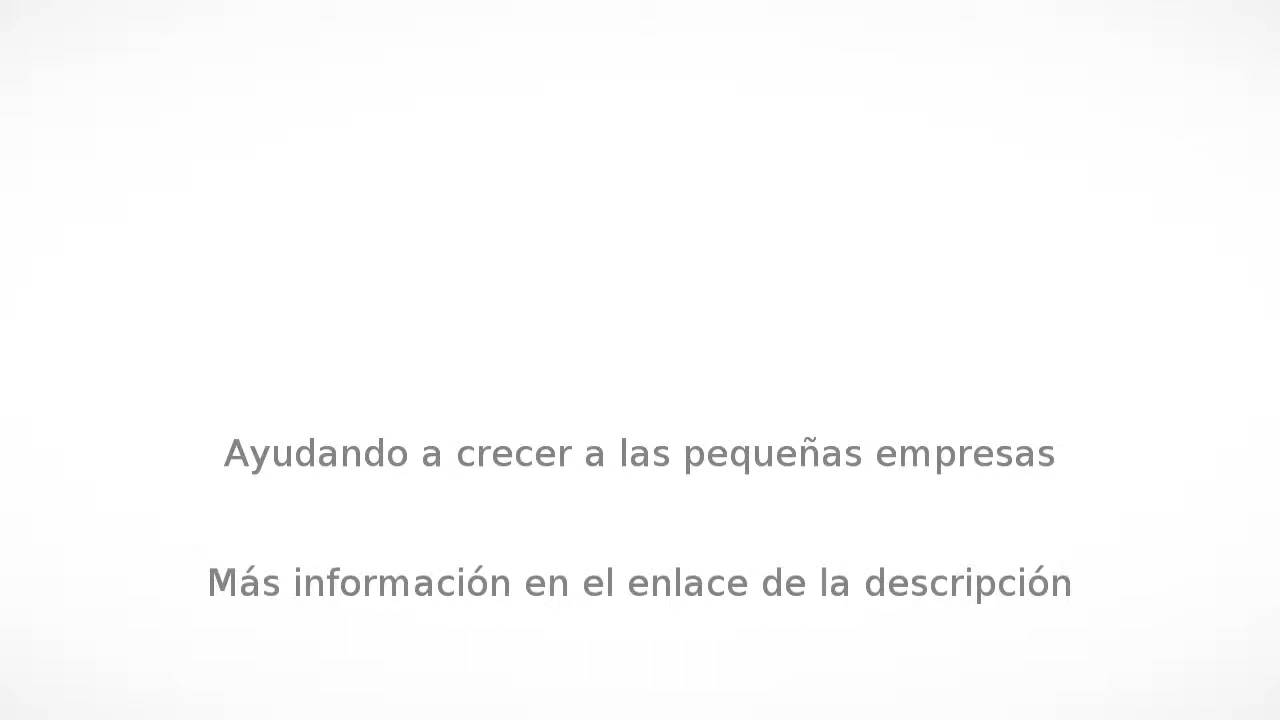 Ayudando a crecer a las pequeñas empresas
Más información en el enlace de la descripción